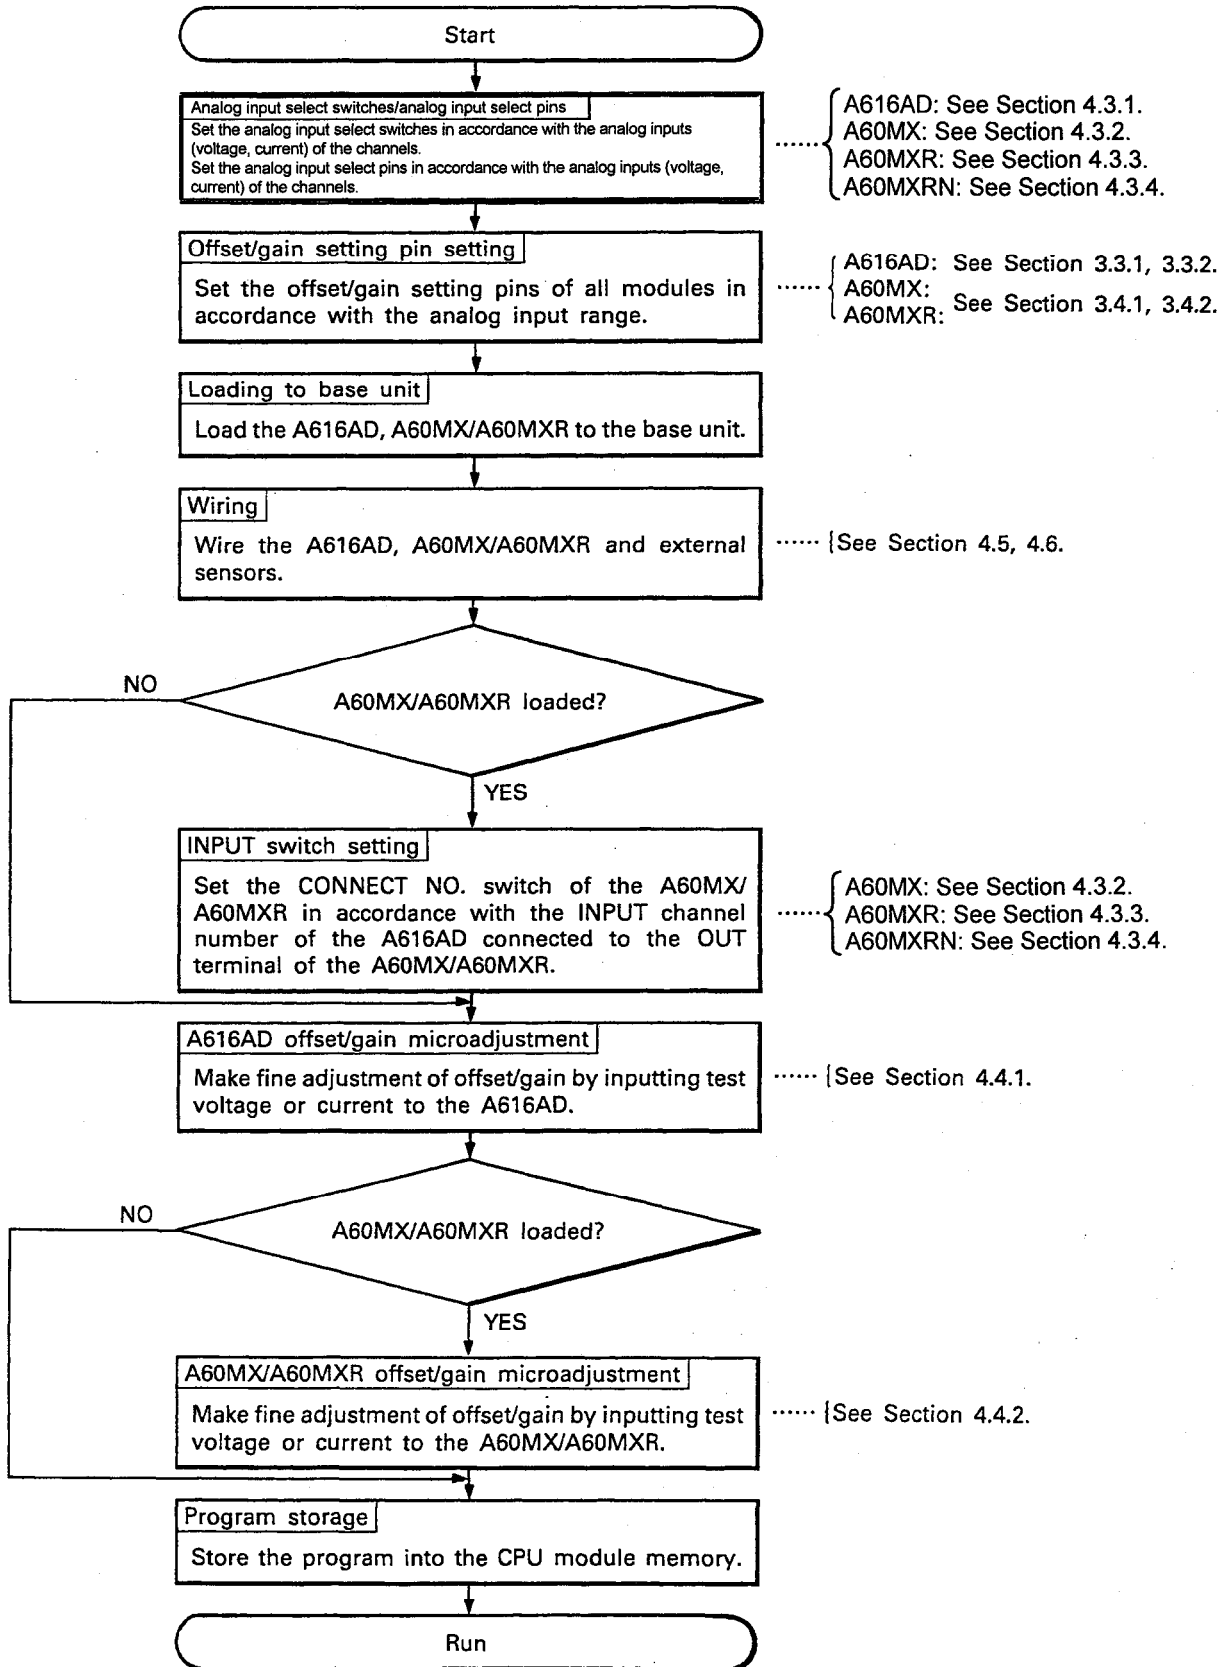 Start
Analog input select switches/analog input select pins
Set the analog input select switches in accordance with the analog inputs
(voltage, current) of the channels.
Set the analog input select pins in accordance with the analog inputs (voltage,
current) of the channels.
A616AD: See Section 4.3.1.
A60MX: See Section 4.3.2.
A60MXR: See Section 4.3.3.
A60MXRN: See Section 4.3.4.
Offset/gain setting pin setting
Set the offset/gain setting pins of all modules in
accordance with the analog input range.
A616AD: See Section 3.3.1, 3.3.2.
A60MX:
A60MXR: See Section 3.4.1, 3.4.2.
Loading to base unit
Load the A616AD, A60MX/A60MXR to the base unit.
Wiring
Wire the A616AD, A60MX/A60MXR and external
sensors.
See Section 4.5, 4.6.
NO
A60MX/A60MXR loaded?
YES
INPUT switch setting
Set the CONNECT NO. switch of the A60MX/
A60MXR in accordance with the INPUT channel
number of the A616AD connected to the OUT
terminal of the A60MX/A60MXR.
A60MX: See Section 4.3.2.
A60MXR: See Section 4.3.3.
A60MXRN: See Section 4.3.4.
A616AD offset/gain microadjustment
Make fine adjustment of offset/gain by inputting test
voltage or current to the A616AD.
See Section 4.4.1.
NO
A60MX/A60MXR loaded?
YES
A60MX/A60MXR offset/gain microadjustment
Make fine adjustment of offset/gain by inputting test
voltage or current to the A60MX/A60MXR.
See Section 4.4.2.
Program storage
Store the program into the CPU module memory.
Run